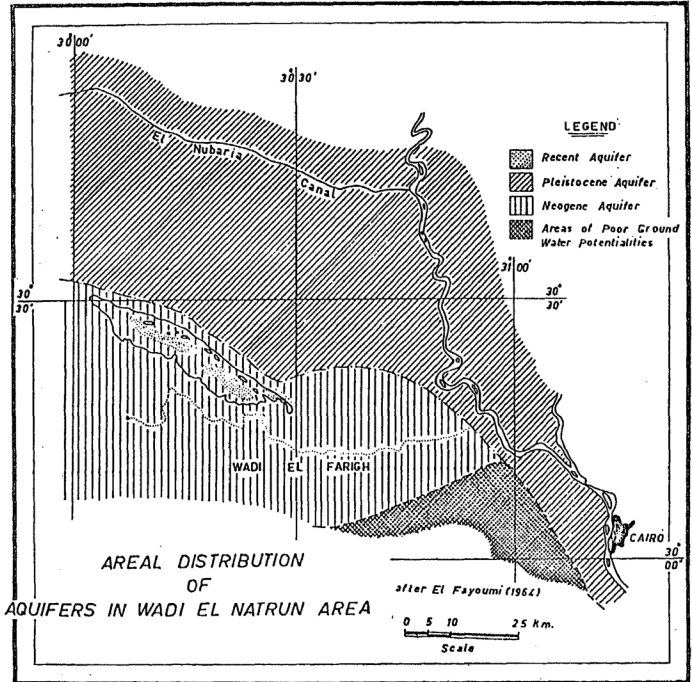 30°00'
30°30'
El Nubaria Canal
LEGEND
Recent Aquifer
Pleistocene Aquifer
Neogene Aquifer
Areas of Poor Ground
Water Potentialities
31°00'
30°
30'
30°
30'
WADI EL FARIGH
CAIRO
30°
00'
AREAL DISTRIBUTION
OF
AQUIFERS IN WADI EL NATRUN AREA
after El Fayoumi (1964)
0 5 10 25 Km.
Scale